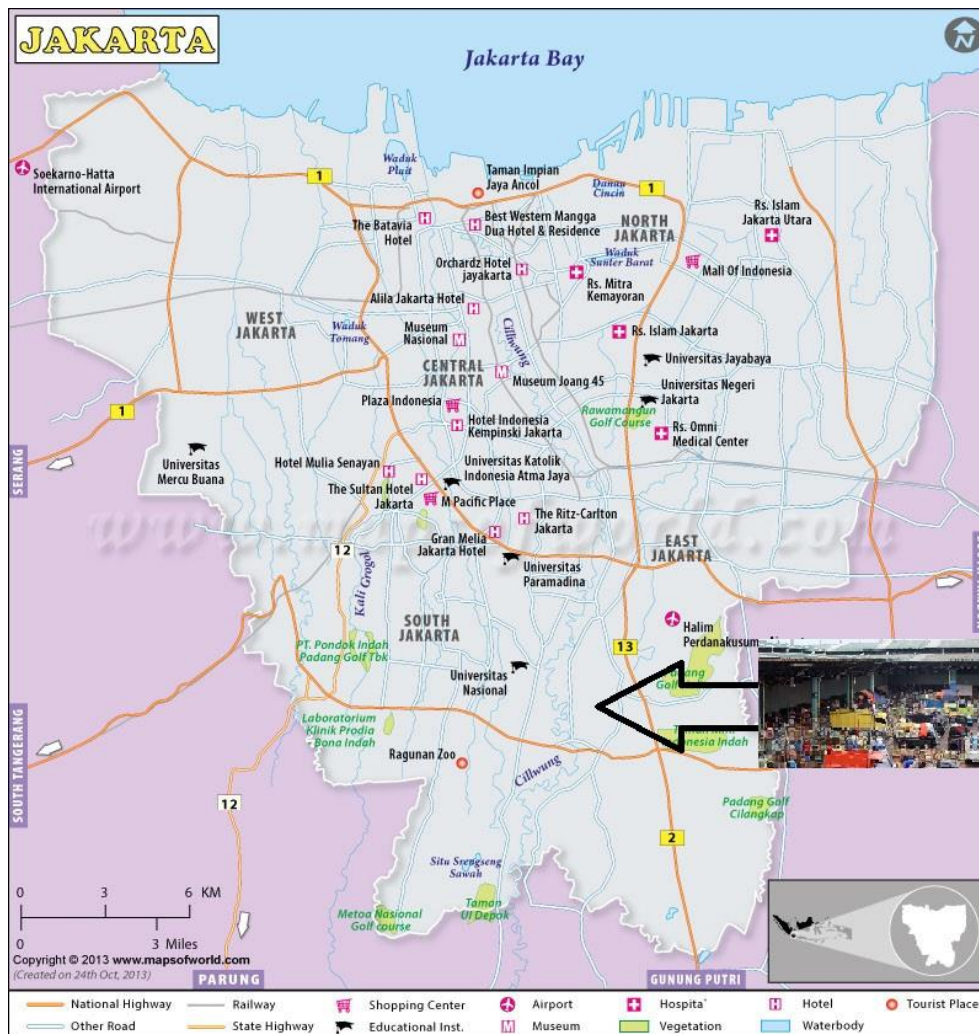 JAKARTA
N
Jakarta Bay
Soekarno-Hatta
International Airport
1
Waduk
Pluit
Taman Impian
Jaya Ancol
Danau
Cincin
1
NORTH
JAKARTA
Rs. Islam
Jakarta Utara
The Batavia
Hotel
Best Western Mangga
Dua Hotel & Residence
Waduk
Sunter Barat
Mall Of Indonesia
Orchardz Hotel
jayakarta
Rs. Mitra
Kemayoran
Alila Jakarta Hotel
WEST
JAKARTA
Waduk
Tomang
Museum
Nasional
Cillwung
Rs. Islam Jakarta
Universitas Jayabaya
CENTRAL
JAKARTA
Museum Joang 45
Universitas Negeri
Jakarta
Plaza Indonesia
Rawamangun
Golf Course
1
Hotel Indonesia
Kempinski Jakarta
Rs. Omni
Medical Center
SERANG
Universitas
Mercu Buana
Hotel Mulia Senayan
Universitas Katolik
Indonesia Atma Jaya
The Sultan Hotel
Jakarta
M Pacific Place
The Ritz-Carlton
Jakarta
Gran Melia
Jakarta Hotel
EAST
JAKARTA
12
Kali Grogol
Universitas
Paramadina
SOUTH
JAKARTA
Halim
PT. Pondok Indah
Padang Golf Tbk
13
Universitas
Nasional
Laboratorium
Klinik Prodia
Bona Indah
Ragunan Zoo
Cillwung
SOUTH TANGERANG
12
2
Padang Golf
Cilangkap
Situ Srengseng
Sawah
Metoa Nasional
Golf course
Taman
UI Depok
0 3 6 KM
0 3 Miles
Copyright © 2013 www.mapsofworld.com
(Created on 24th Oct, 2013)
PARUNG
GUNUNG PUTRI
National Highway Railway Shopping Center Airport Hospita Hotel Tourist Place
Other Road State Highway Educational Inst. Museum Vegetation Waterbody